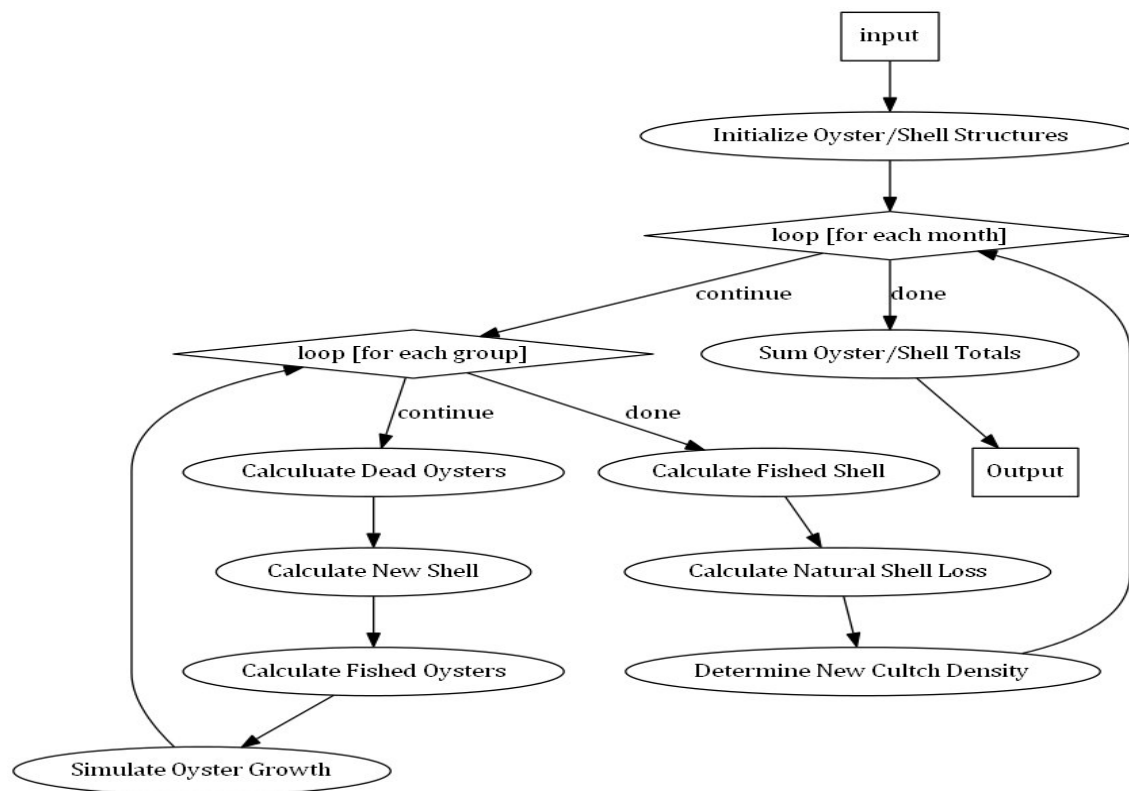 input
Initialize Oyster/Shell Structures
loop [for each month]
continue
done
loop [for each group]
Sum Oyster/Shell Totals
continue
done
Calculuate Dead Oysters
Calculate Fished Shell
Output
Calculate New Shell
Calculate Natural Shell Loss
Calculate Fished Oysters
Determine New Cultch Density
Simulate Oyster Growth